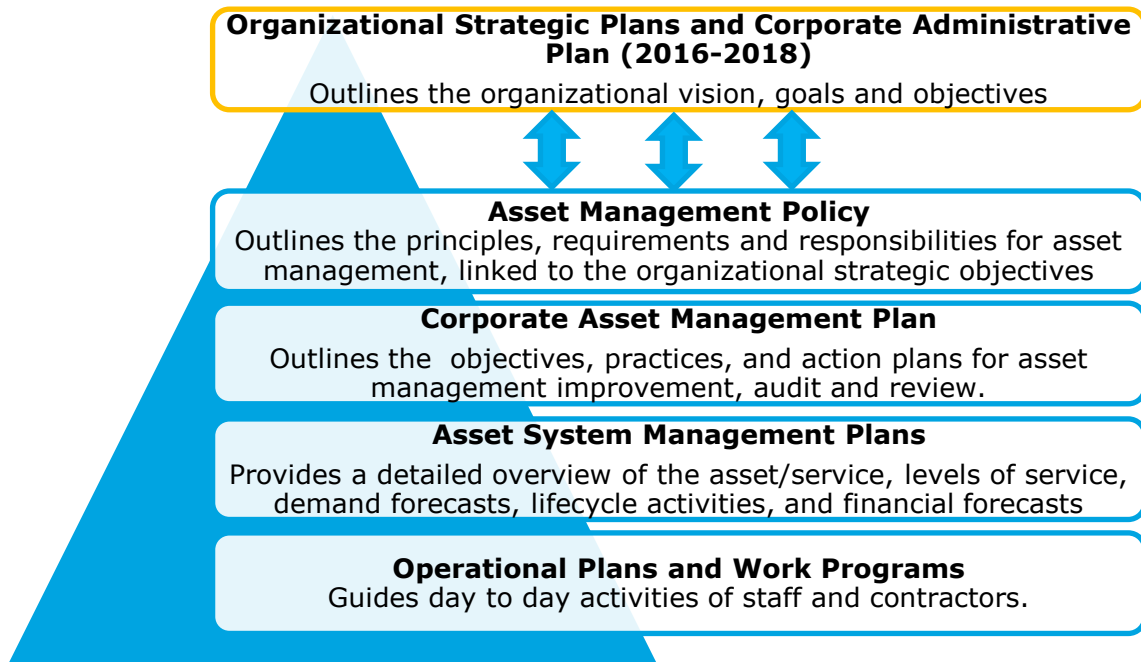 Organizational Strategic Plans and Corporate Administrative
Plan (2016-2018)
Outlines the organizational vision, goals and objectives
Asset Management Policy
Outlines the principles, requirements and responsibilities for asset
management, linked to the organizational strategic objectives
Corporate Asset Management Plan
Outlines the  objectives, practices, and action plans for asset
management improvement, audit and review.
Asset System Management Plans
Provides a detailed overview of the asset/service, levels of service,
demand forecasts, lifecycle activities, and financial forecasts
Operational Plans and Work Programs
Guides day to day activities of staff and contractors.